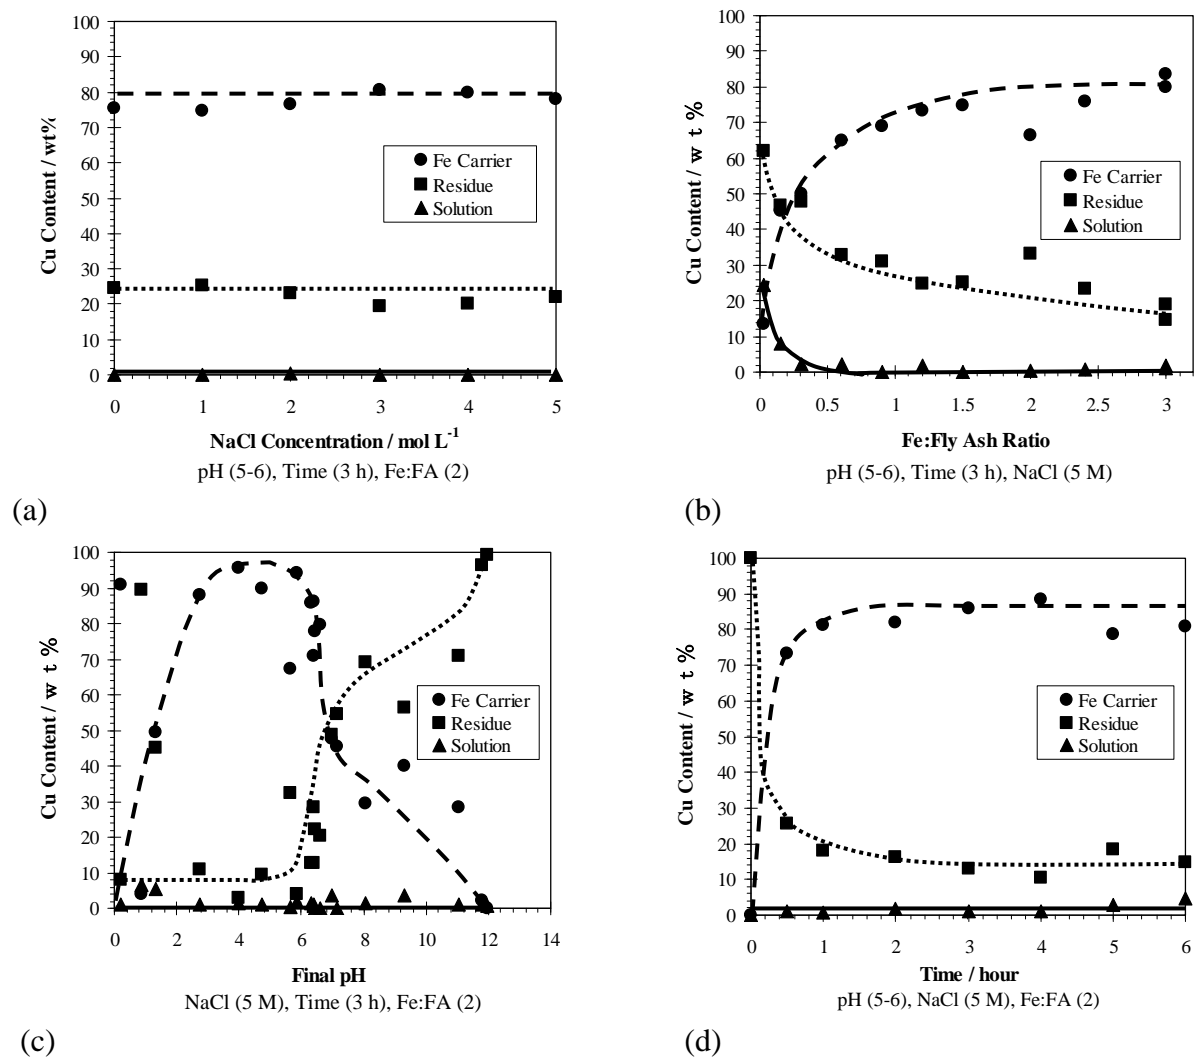 100
90
80
70
60
50
40
30
20
10
0
Cu Content / wt%
Fe Carrier
Residue
Solution
0 1 2 3 4 5
NaCl Concentration / mol L-1
pH (5-6), Time (3 h), Fe:FA (2)
(a)
100
90
80
70
60
50
40
30
20
10
0
Cu Content / w t %
Fe Carrier
Residue
Solution
0 0.5 1 1.5 2 2.5 3
Fe:Fly Ash Ratio
pH (5-6), Time (3 h), NaCl (5 M)
(b)
100
90
80
70
60
50
40
30
20
10
0
Cu Content / w t %
Fe Carrier
Residue
Solution
0 2 4 6 8 10 12 14
Final pH
NaCl (5 M), Time (3 h), Fe:FA (2)
(c)
100
90
80
70
60
50
40
30
20
10
0
Cu Content / w t %
Fe Carrier
Residue
Solution
0 1 2 3 4 5 6
Time / hour
pH (5-6), NaCl (5 M), Fe:FA (2)
(d)